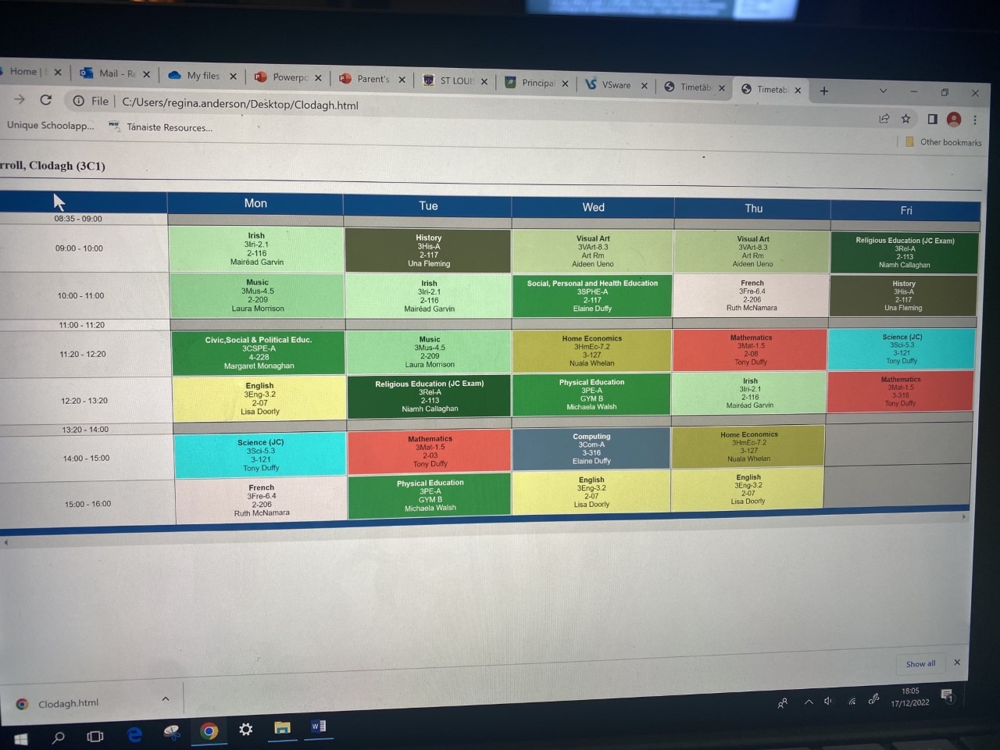 Home |
Mail - Re
My files
Powerpo
Parent's
ST LOUI
Principal
VSware
Timetab
Timetab
File | C:/Users/regina.anderson/Desktop/Clodagh.html
Unique Schoolapp...
Tánaiste Resources...
Other bookmarks
rroll, Clodagh (3C1)
Mon Tue Wed Thu Fri
08:35 - 09:00
09:00 - 10:00
Irish
3Iri-2.1
2-116
Mairéad Garvin
History
3His-A
2-117
Una Fleming
Visual Art
3VArt-8.3
Art Rm
Aideen Ueno
Visual Art
3VArt-8.3
Art Rm
Aideen Ueno
Religious Education (JC Exam)
3Rel-A
2-113
Niamh Callaghan
10:00 - 11:00
Music
3Mus-4.5
2-209
Laura Morrison
Irish
3Iri-2.1
2-116
Mairéad Garvin
Social, Personal and Health Education
3SPHE-A
2-117
Elaine Duffy
French
3Fre-6.4
2-206
Ruth McNamara
History
3His-A
2-117
Una Fleming
11:00 - 11:20
11:20 - 12:20
Civic,Social & Political Educ.
3CSPE-A
4-228
Margaret Monaghan
Music
3Mus-4.5
2-209
Laura Morrison
Home Economics
3HmEc-7.2
3-127
Nuala Whelan
Mathematics
3Mat-1.5
2-08
Tony Duffy
Science (JC)
3Sci-5.3
3-121
Tony Duffy
12:20 - 13:20
English
3Eng-3.2
2-07
Lisa Doorly
Religious Education (JC Exam)
3Rel-A
2-113
Niamh Callaghan
Physical Education
3PE-A
GYM B
Michaela Walsh
Irish
3Iri-2.1
2-116
Mairéad Garvin
Mathematics
3Mat-1.5
3-316
Tony Duffy
13:20 - 14:00
14:00 - 15:00
Science (JC)
3Sci-5.3
3-121
Tony Duffy
Mathematics
3Mat-1.5
2-03
Tony Duffy
Computing
3Com-A
3-316
Elaine Duffy
Home Economics
3HmEc-7.2
3-127
Nuala Whelan
15:00 - 16:00
French
3Fre-6.4
2-206
Ruth McNamara
Physical Education
3PE-A
GYM B
Michaela Walsh
English
3Eng-3.2
2-07
Lisa Doorly
English
3Eng-3.2
2-07
Lisa Doorly
Show all
Clodagh.html
18:05
17/12/2022
1